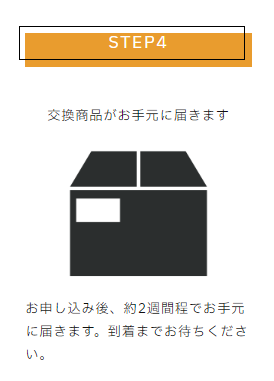 STEP4
交換商品がお手元に届きます
お申し込み後、約2週間程でお手元
に届きます。到着までお待ちくださ
い。